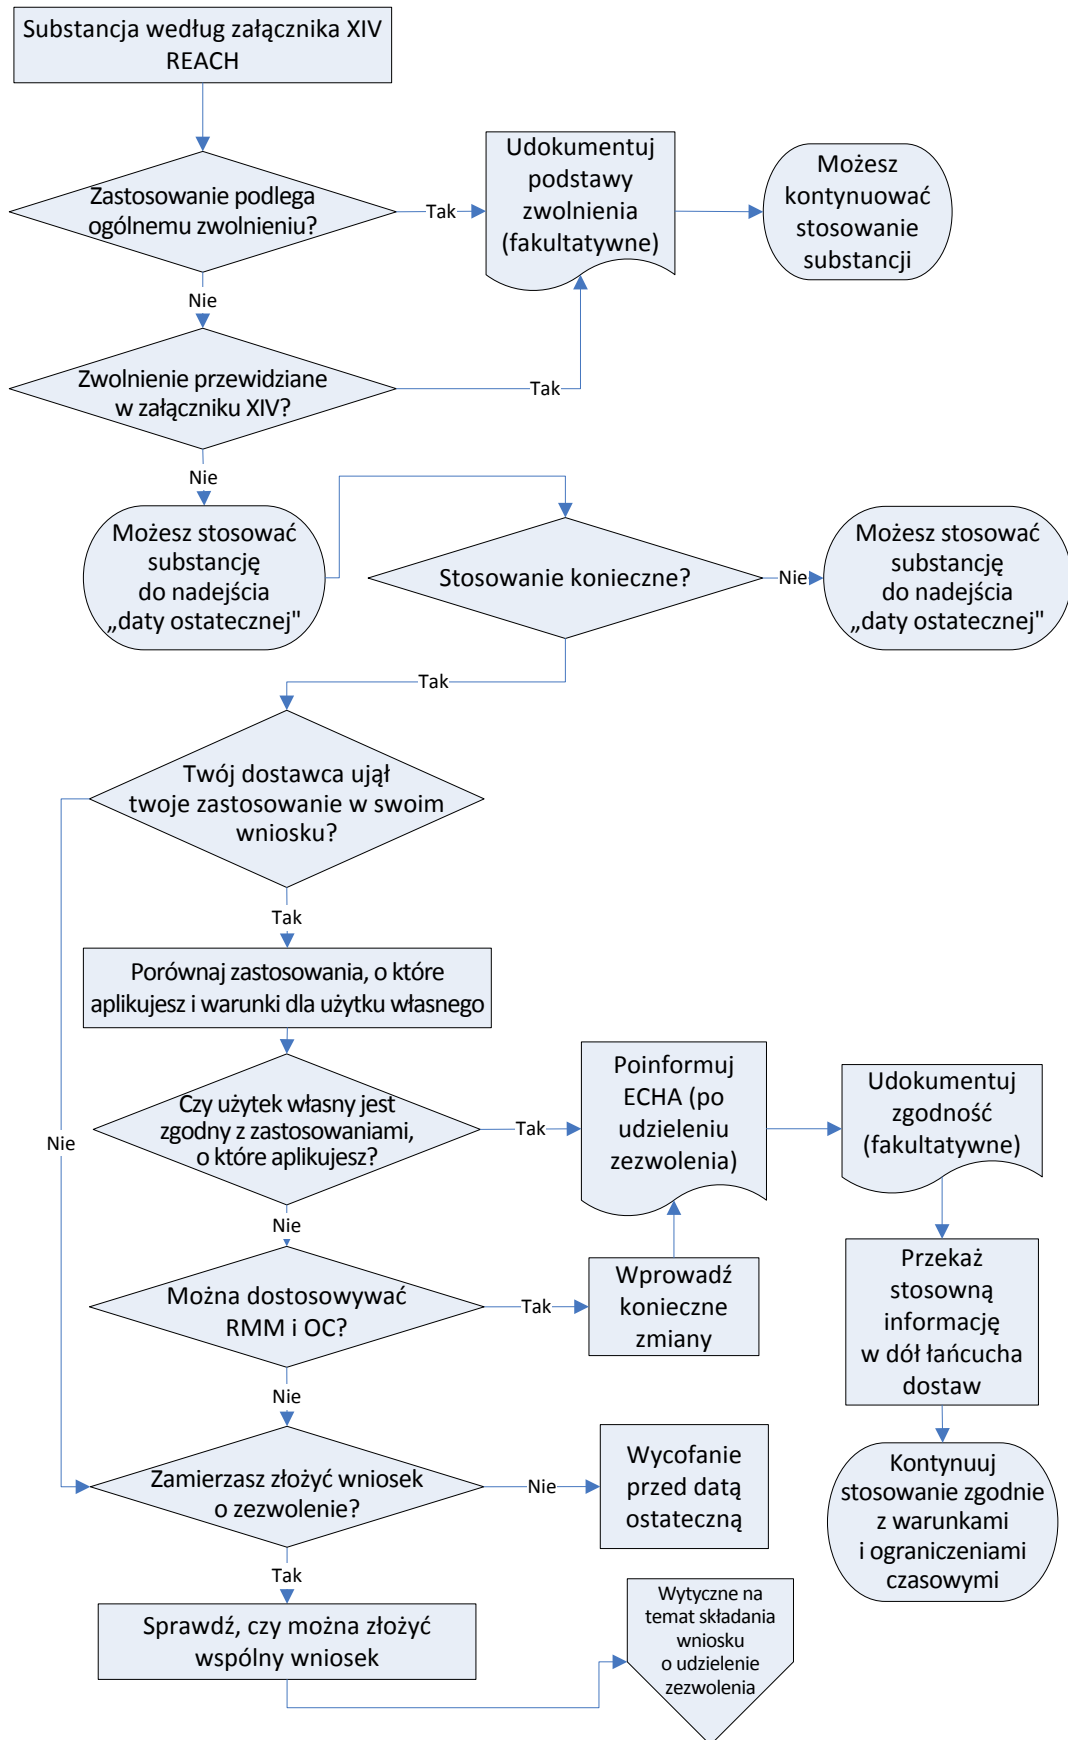 Substancja według załącznika XIV
REACH
Zastosowanie podlega
ogólnemu zwolnieniu?
Tak
Udokumentuj
podstawy
zwolnienia
(fakultatywne)
Możesz
kontynuować
stosowanie
substancji
Nie
Zwolnienie przewidziane
w załączniku XIV?
Tak
Nie
Możesz stosować
substancję
do nadejścia
„daty ostatecznej"
Stosowanie konieczne?
Nie
Możesz stosować
substancję
do nadejścia
„daty ostatecznej"
Tak
Twój dostawca ujął
twoje zastosowanie w swoim
wniosku?
Tak
Nie
Porównaj zastosowania, o które
aplikujesz i warunki dla użytku własnego
Czy użytek własny jest
zgodny z zastosowaniami,
o które aplikujesz?
Tak
Poinformuj
ECHA (po
udzieleniu
zezwolenia)
Udokumentuj
zgodność
(fakultatywne)
Nie
Można dostosowywać
RMM i OC?
Tak
Wprowadź
konieczne
zmiany
Przekaż
stosowną
informację
w dół łańcucha
dostaw
Nie
Zamierzasz złożyć wniosek
o zezwolenie?
Nie
Wycofanie
przed datą
ostateczną
Kontynuuj
stosowanie zgodnie
z warunkami
i ograniczeniami
czasowymi
Tak
Sprawdź, czy można złożyć
wspólny wniosek
Wytyczne na
temat składania
wniosku
o udzielenie
zezwolenia